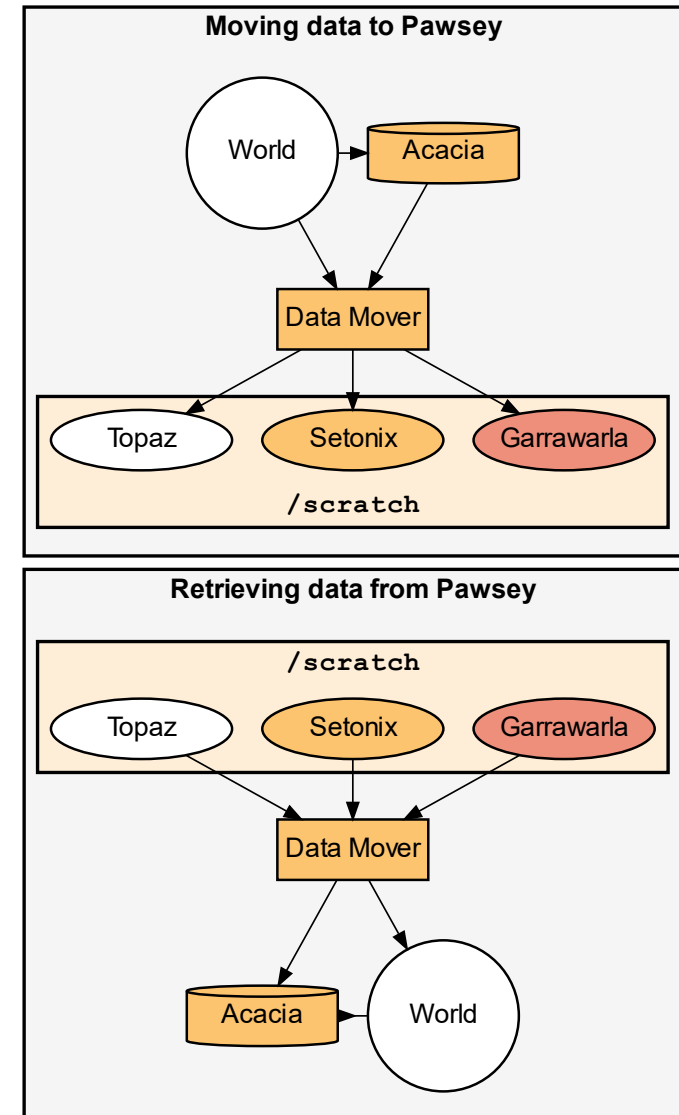 Moving data to Pawsey
World
Acacia
Data Mover
Topaz
Setonix
Garrawarla
/scratch
Retrieving data from Pawsey
/scratch
Topaz
Setonix
Garrawarla
Data Mover
Acacia
World